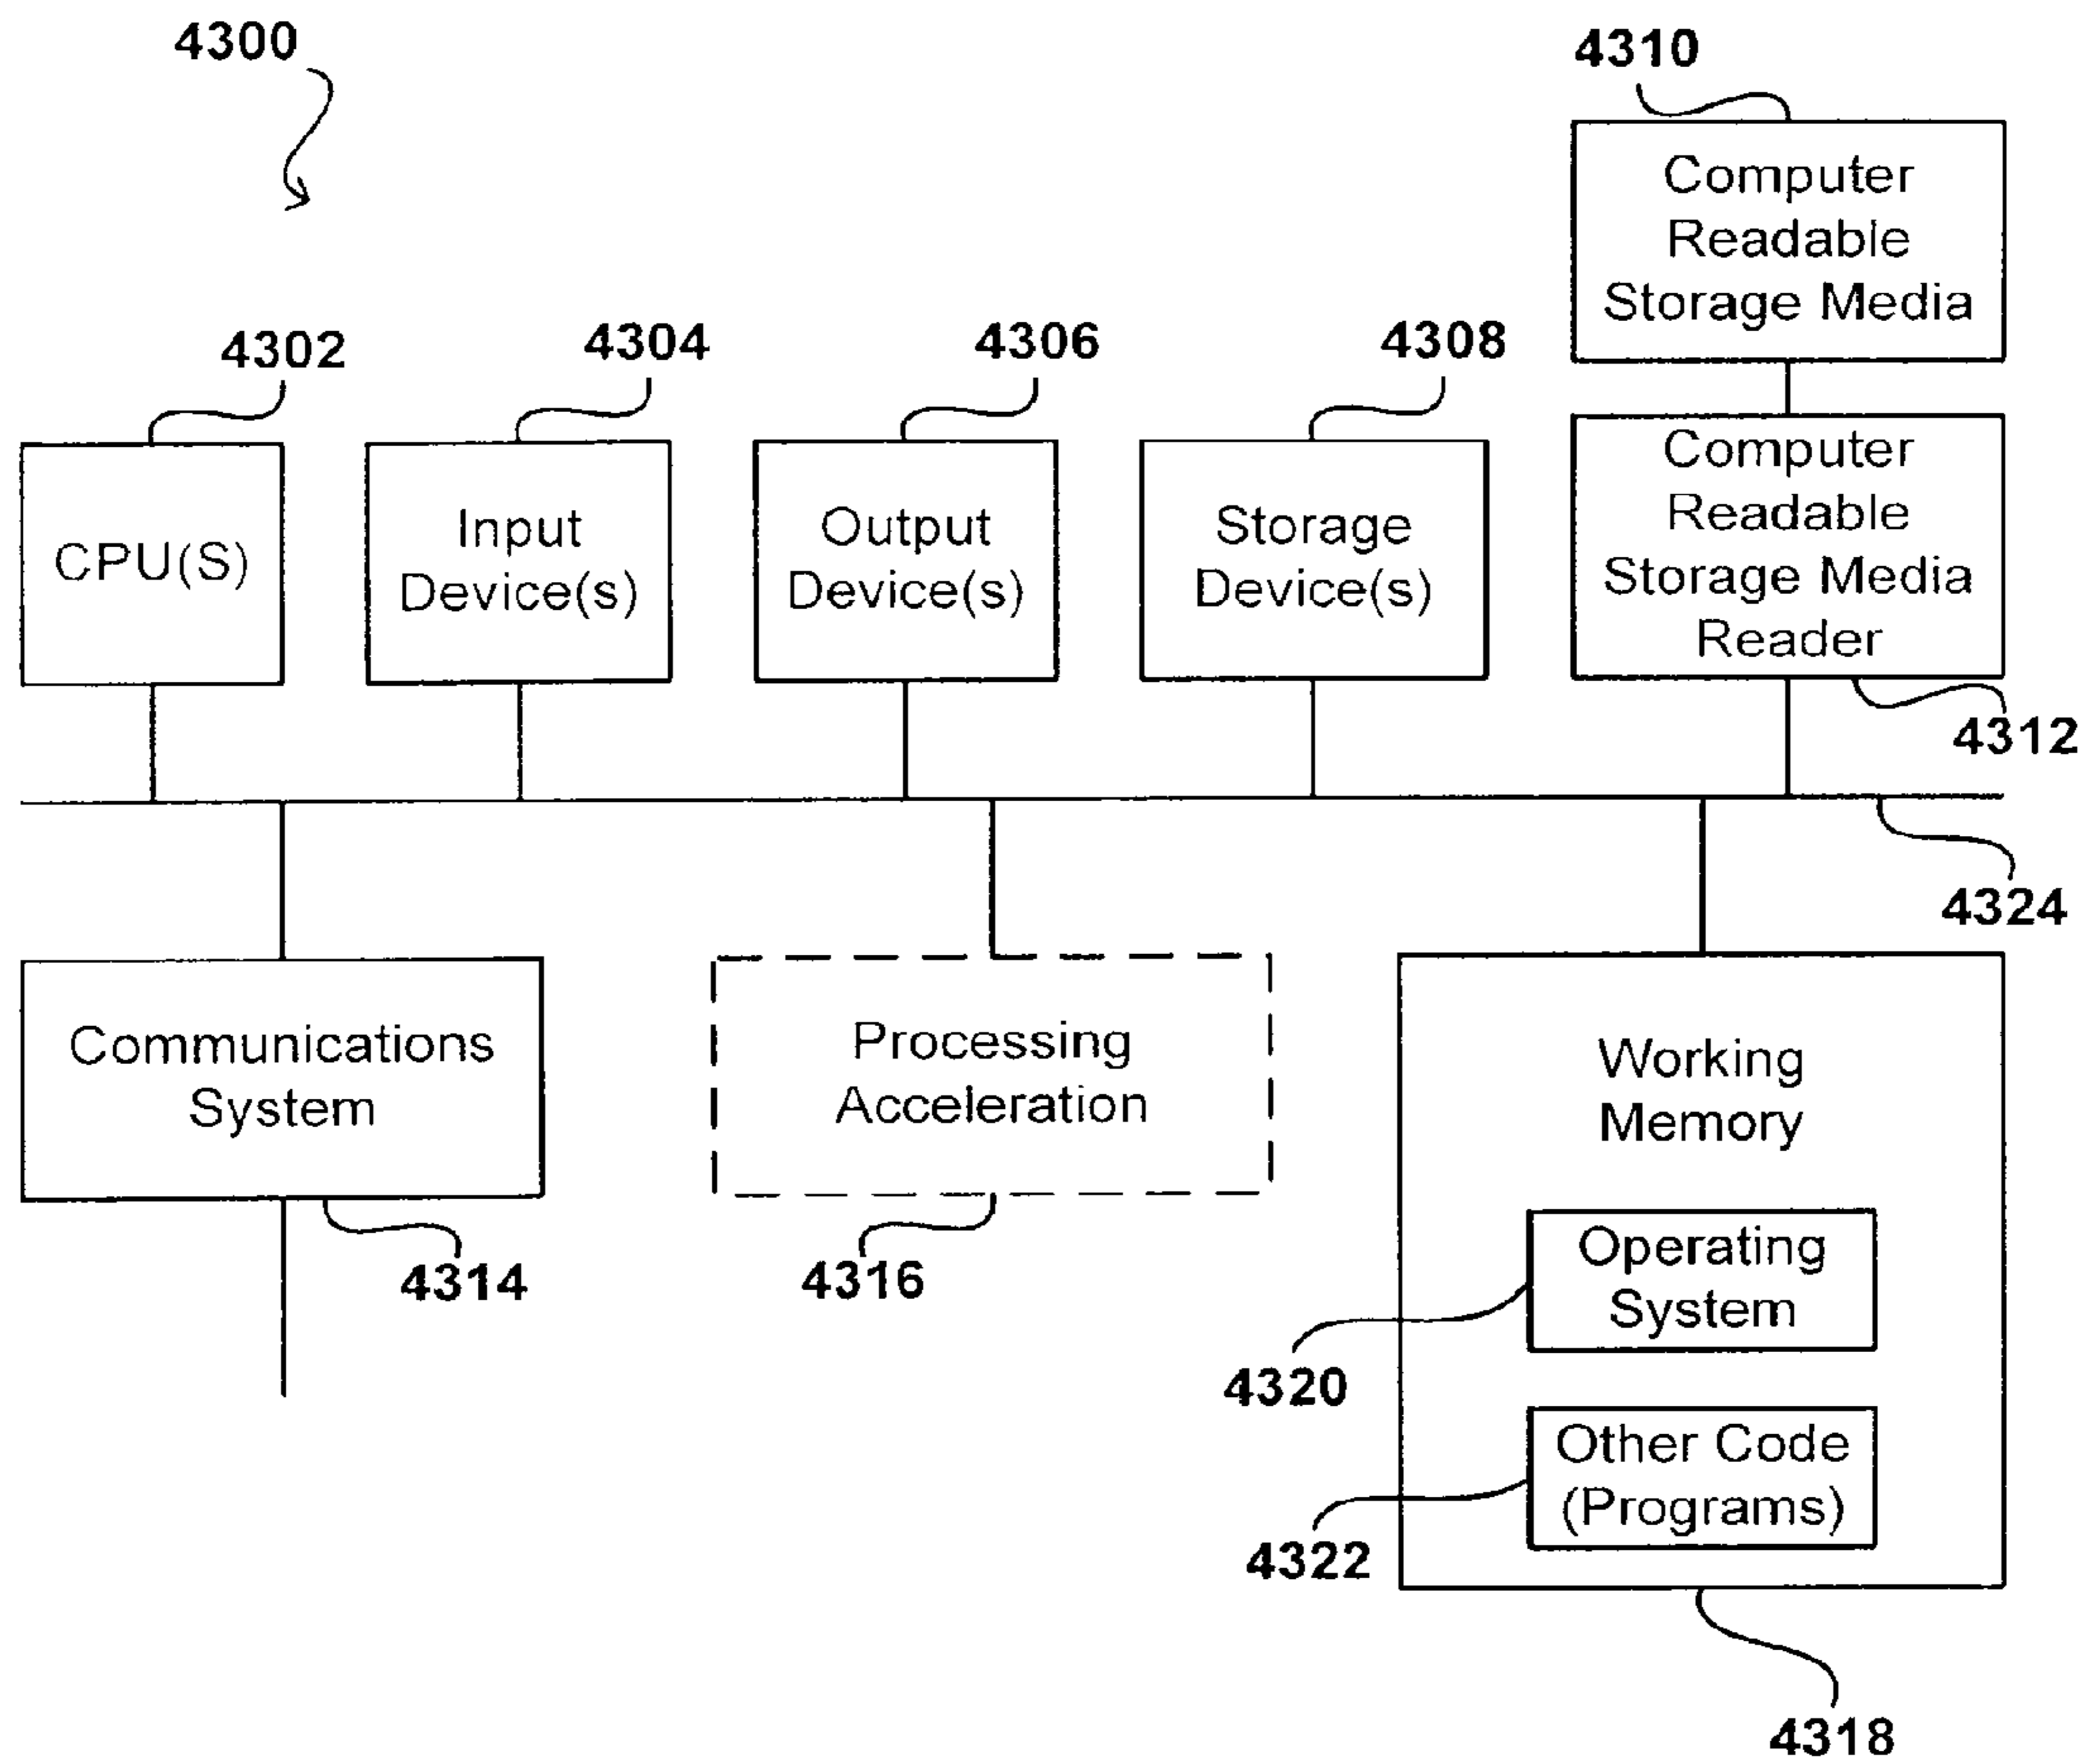 4300
4310
Computer
Readable
Storage Media
4302
4304
4306
4308
CPU(S)
Input
Device(s)
Output
Device(s)
Storage
Device(s)
Computer
Readable
Storage Media
Reader
4312
4324
Communications
System
4314
Processing
Acceleration
4316
Working
Memory
Operating
System
4320
Other Code
(Programs)
4322
4318